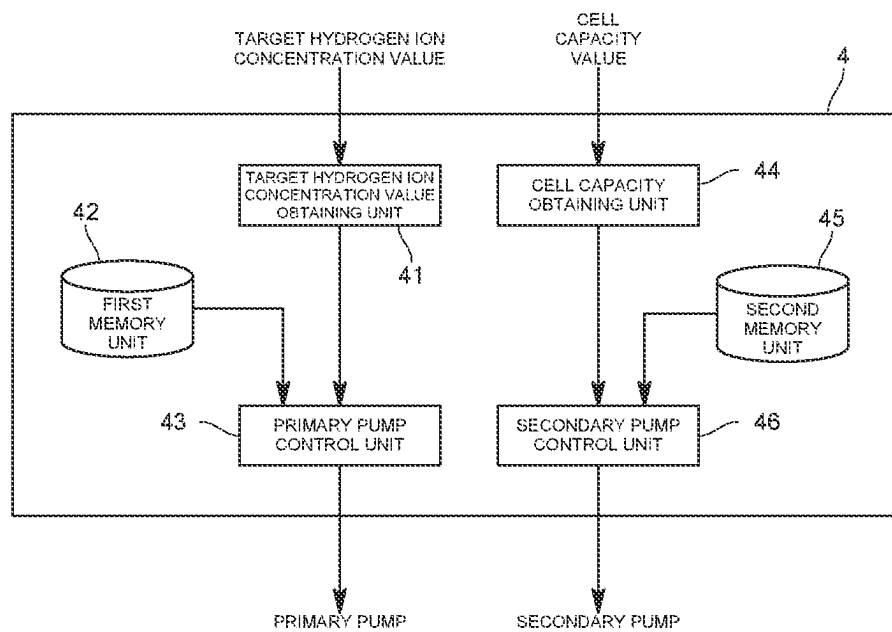 TARGET HYDROGEN ION
CONCENTRATION VALUE
CELL
CAPACITY
VALUE
4
TARGET HYDROGEN ION
CONCENTRATION VALUE
OBTAINING UNIT
41
CELL CAPACITY
OBTAINING UNIT
44
42
FIRST
MEMORY
UNIT
45
SECOND
MEMORY
UNIT
43
PRIMARY PUMP
CONTROL UNIT
SECONDARY PUMP
CONTROL UNIT
46
PRIMARY PUMP
SECONDARY PUMP